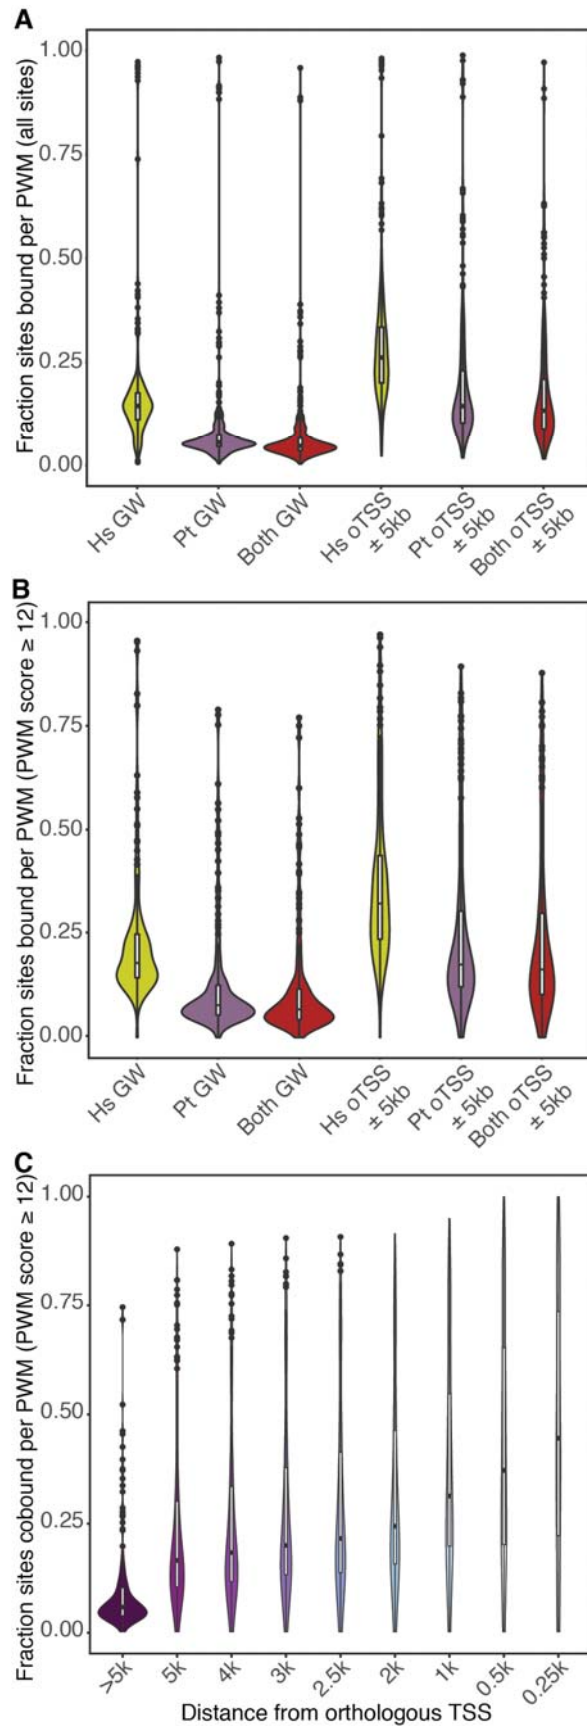 A
Fraction sites bound per PWM (all sites)
1.00
0.75
0.50
0.25
0.00
Hs GW
Pt GW
Both GW
Hs oTSS
± 5kb
Pt oTSS
± 5kb
Both oTSS
± 5kb
B
Fraction sites bound per PWM (PWM score ≥ 12)
1.00
0.75
0.50
0.25
0.00
Hs GW
Pt GW
Both GW
Hs oTSS
± 5kb
Pt oTSS
± 5kb
Both oTSS
± 5kb
C
Fraction sites cobound per PWM (PWM score ≥ 12)
1.00
0.75
0.50
0.25
0.00
>5k
5k
4k
3k
2.5k
2k
1k
0.5k
0.25k
Distance from orthologous TSS